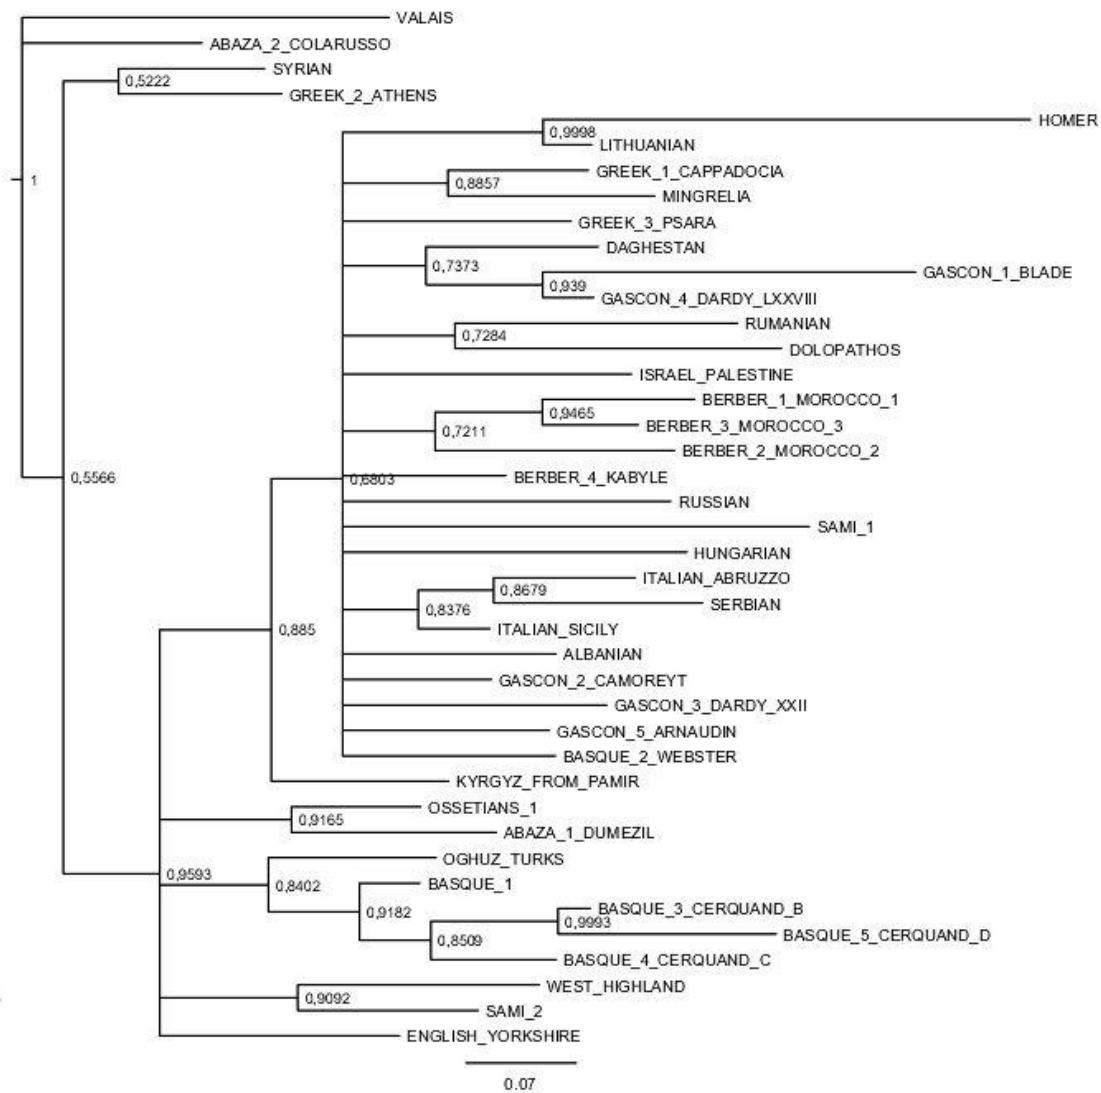 VALAIS
ABAZA_2_COLARUSSO
SYRIAN
0,5222
GREEK_2_ATHENS
HOMER
0,9998
LITHUANIAN
GREEK_1_CAPPADOCIA
1
0,8857
MINGRELIA
GREEK_3_PSARA
DAGHESTAN
0,7373
GASCON_1_BLADE
0,939
GASCON_4_DARDY_LXXVIII
RUMANIAN
0,7284
DOLOPATHOS
ISRAEL_PALESTINE
BERBER_1_MOROCCO_1
0,9465
BERBER_3_MOROCCO_3
0,7211
BERBER_2_MOROCCO_2
0,5566
0,6803
BERBER_4_KABYLE
RUSSIAN
SAMI_1
HUNGARIAN
ITALIAN_ABRUZZO
0,8679
SERBIAN
0,8376
ITALIAN_SICILY
0,885
ALBANIAN
GASCON_2_CAMOREYT
GASCON_3_DARDY_XXII
GASCON_5_ARNAUDIN
BASQUE_2_WEBSTER
KYRGYZ_FROM_PAMIR
OSSETIANS_1
0,9165
ABAZA_1_DUMEZIL
OGHUZ_TURKS
0,9593
0,8402
BASQUE_1
BASQUE_3_CERQUAND_B
0,9182
0,9993
BASQUE_5_CERQUAND_D
0,8509
BASQUE_4_CERQUAND_C
WEST_HIGHLAND
0,9092
SAMI_2
ENGLISH_YORKSHIRE
0.07